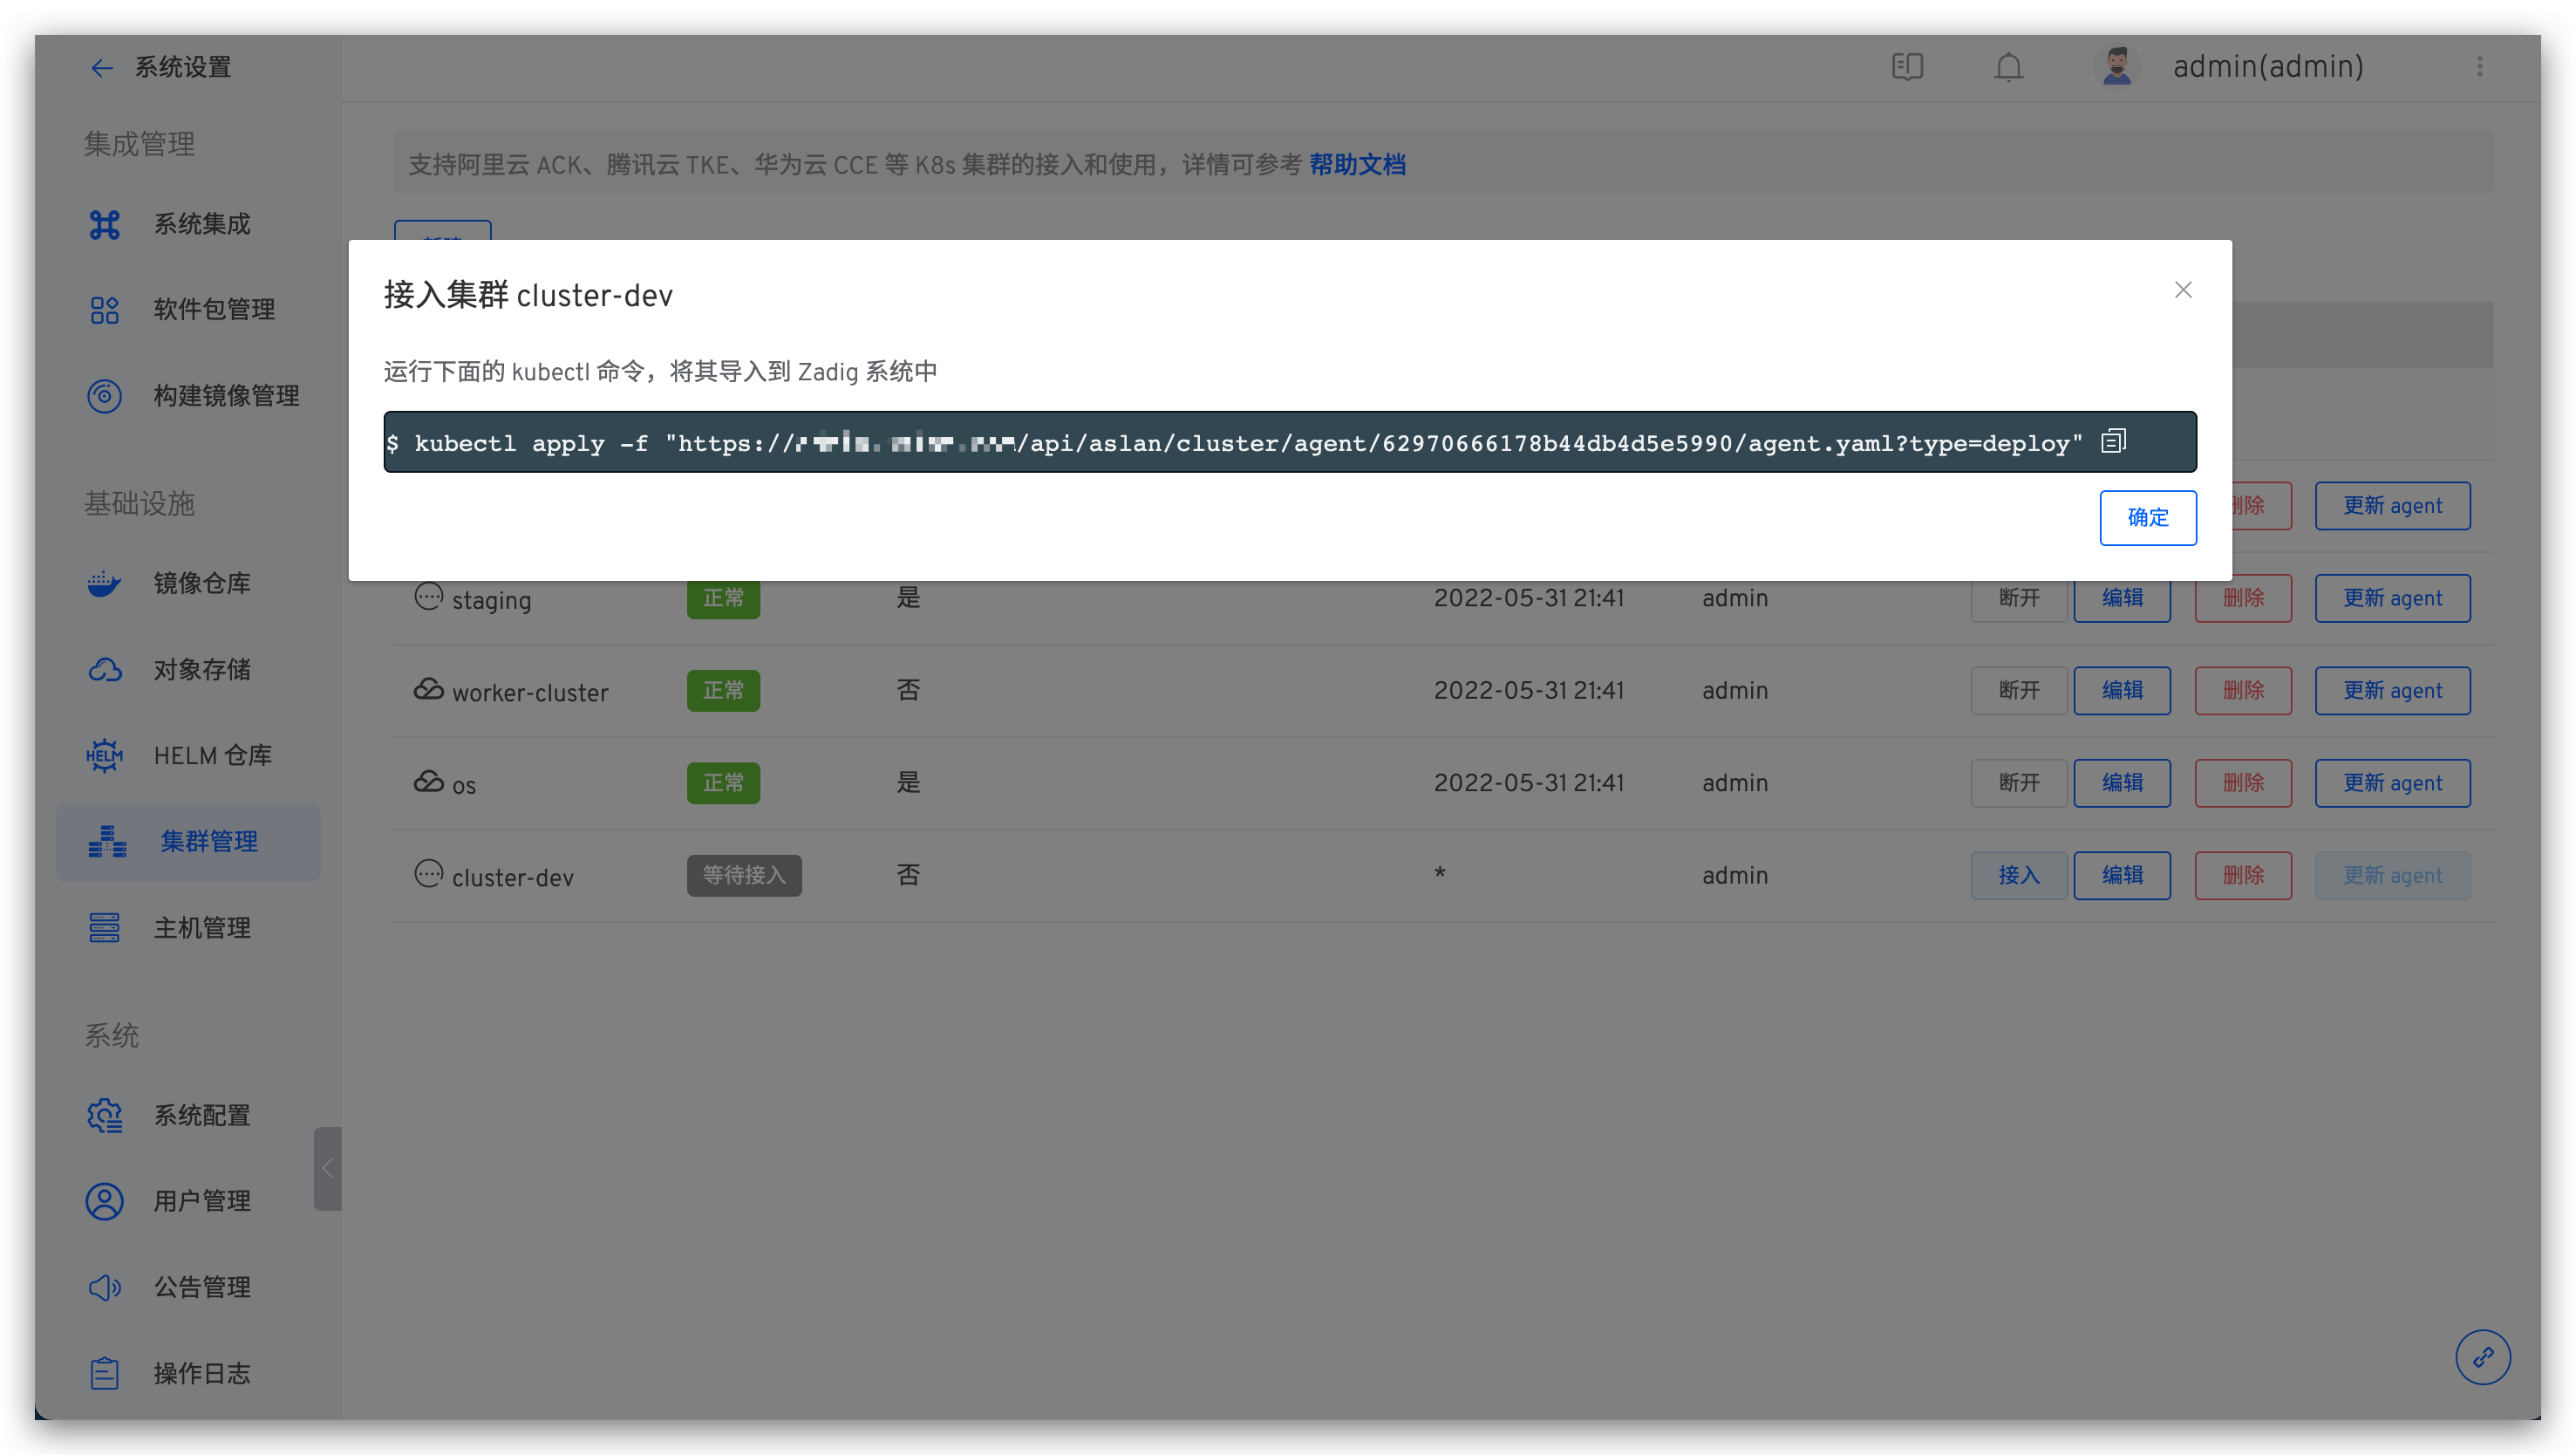 系统设置
admin(admin)
集成管理
系统集成
软件包管理
构建镜像管理
基础设施
镜像仓库
对象存储
HELM 仓库
集群管理
主机管理
系统
系统配置
用户管理
公告管理
操作日志
支持阿里云 ACK、腾讯云 TKE、华为云 CCE 等 K8s 集群的接入和使用，详情可参考 帮助文档
接入集群 cluster-dev
运行下面的 kubectl 命令，将其导入到 Zadig 系统中
$ kubectl apply -f "https:// /api/aslan/cluster/agent/62970666178b44db4d5e5990/agent.yaml?type=deploy"
确定
删除 更新 agent
staging 正常 是 2022-05-31 21:41 admin 断开 编辑 删除 更新 agent
worker-cluster 正常 否 2022-05-31 21:41 admin 断开 编辑 删除 更新 agent
os 正常 是 2022-05-31 21:41 admin 断开 编辑 删除 更新 agent
cluster-dev 等待接入 否 * admin 接入 编辑 删除 更新 agent